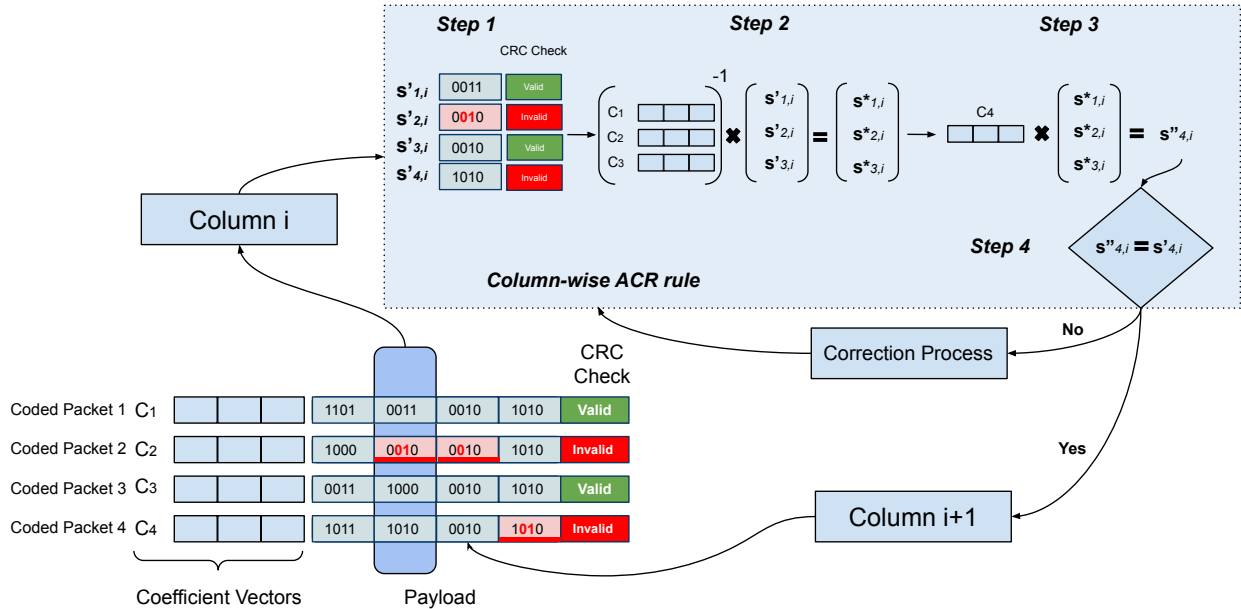 Step 1
Step 2
Step 3
CRC Check
s'1,i 0011 Valid
s'2,i 0010 Invalid
s'3,i 0010 Valid
s'4,i 1010 Invalid
C1
C2
C3
-1
✖
s'1,i
s'2,i
s'3,i
=
s*1,i
s*2,i
s*3,i
C4
✖
s*1,i
s*2,i
s*3,i
= s''4,i
Step 4
s''4,i = s'4,i
Column-wise ACR rule
Column i
No
Correction Process
Yes
Column i+1
CRC
Check
Coded Packet 1 C1 1101 0011 0010 1010 Valid
Coded Packet 2 C2 1000 0010 0010 1010 Invalid
Coded Packet 3 C3 0011 1000 0010 1010 Valid
Coded Packet 4 C4 1011 1010 0010 1010 Invalid
Coefficient Vectors
Payload